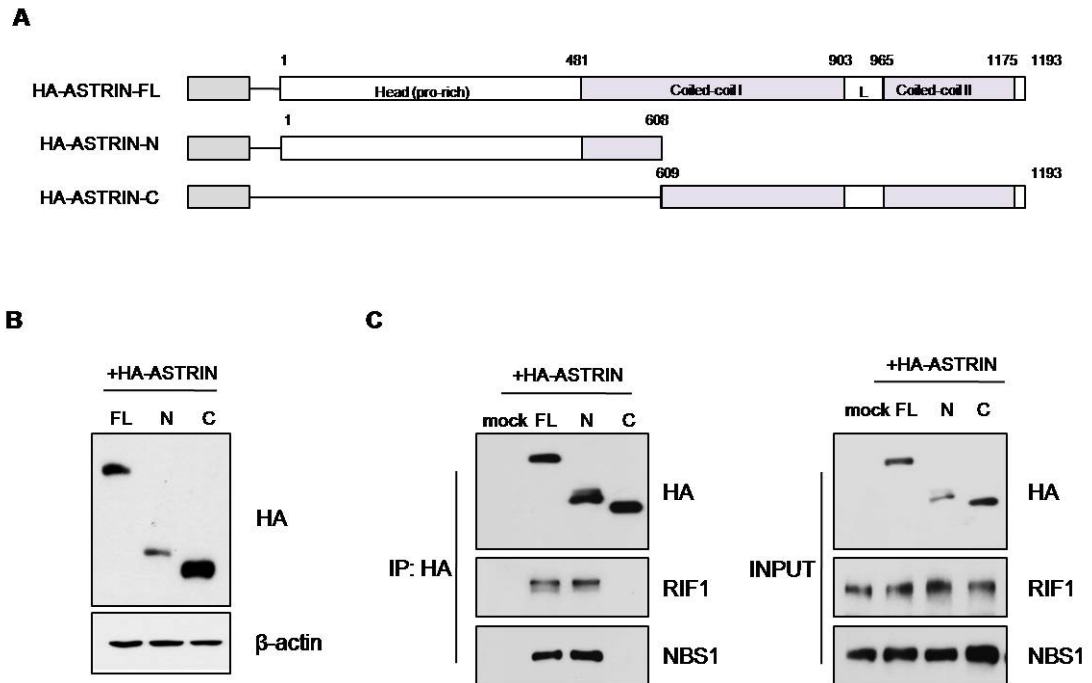 A
1 481 903 965 1175 1193
HA-ASTRIN-FL Head (pro-rich) Coiled-coil I L Coiled-coil II
1 608
HA-ASTRIN-N
609 1193
HA-ASTRIN-C
B
+HA-ASTRIN
FL N C
HA
β-actin
C
+HA-ASTRIN
mock FL N C
HA
IP: HA
RIF1
NBS1
+HA-ASTRIN
mock FL N C
HA
INPUT
RIF1
NBS1